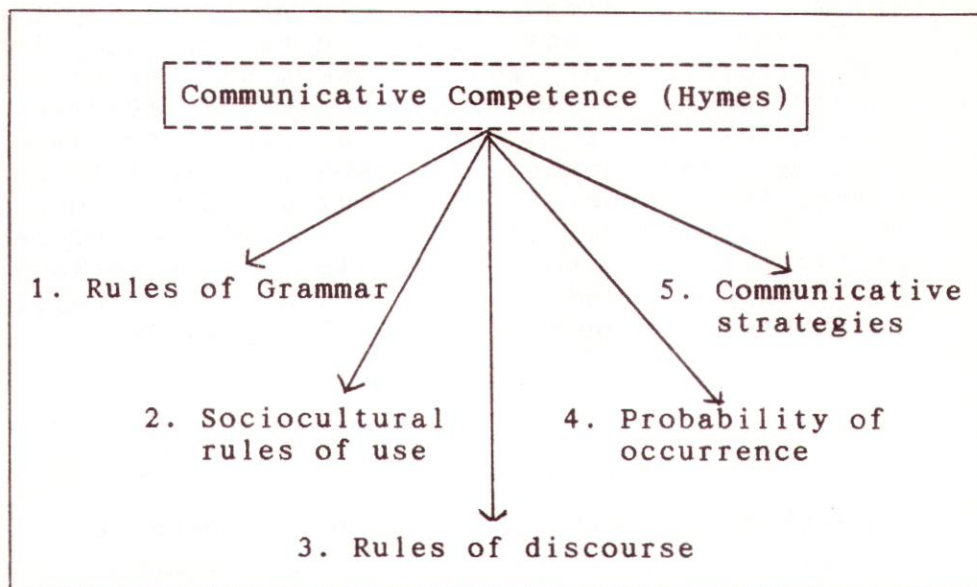 Communicative Competence (Hymes)
1. Rules of Grammar
2. Sociocultural
rules of use
3. Rules of discourse
4. Probability of
occurrence
5. Communicative
strategies